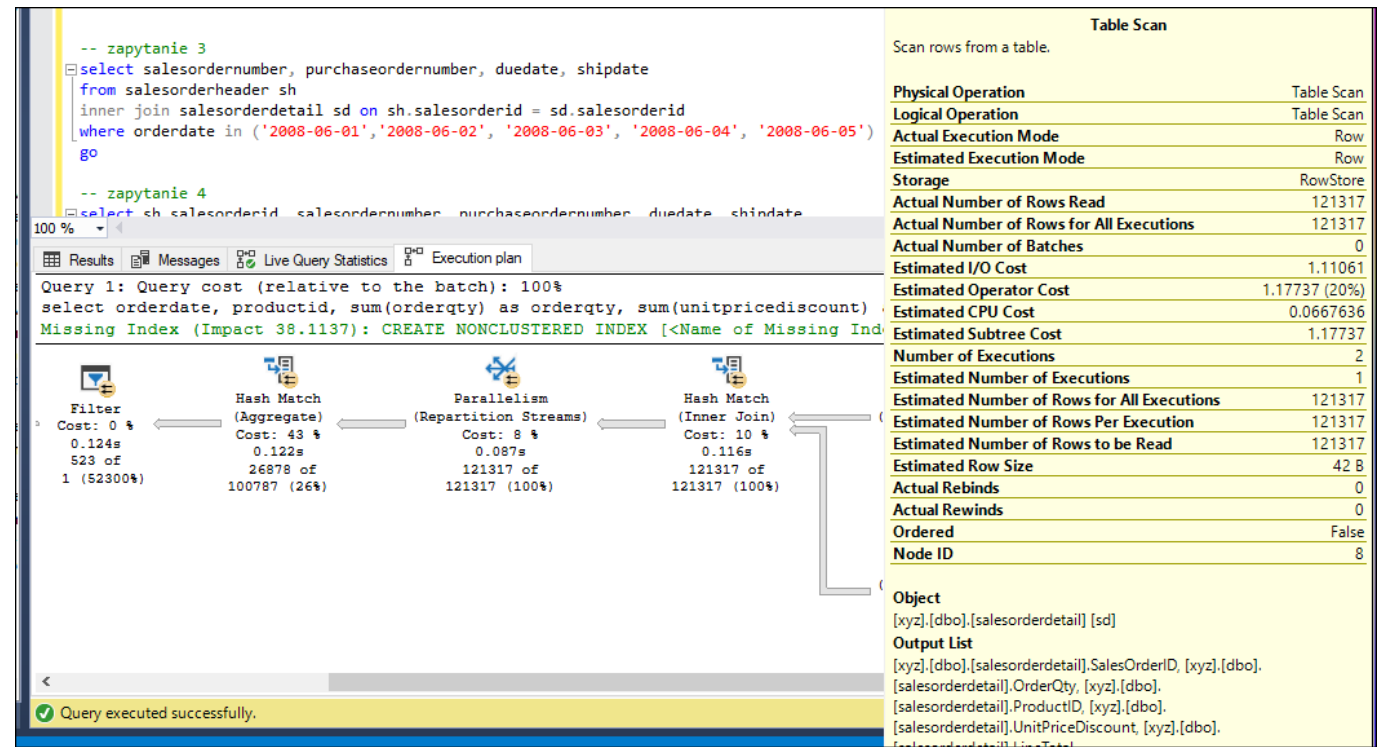 -- zapytanie 3
select salesordernumber, purchaseordernumber, duedate, shipdate
from salesorderheader sh
inner join salesorderdetail sd on sh.salesorderid = sd.salesorderid
where orderdate in ('2008-06-01','2008-06-02', '2008-06-03', '2008-06-04', '2008-06-05')
go
-- zapytanie 4
select sh.salesorderid, salesordernumber, purchaseordernumber, duedate, shipdate
100 %
Results Messages Live Query Statistics Execution plan
Query 1: Query cost (relative to the batch): 100%
select orderdate, productid, sum(orderqty) as orderqty, sum(unitpricediscount)
Missing Index (Impact 38.1137): CREATE NONCLUSTERED INDEX [<Name of Missing Ind
Filter
Cost: 0 %
0.124s
523 of
1 (52300%)
Hash Match
(Aggregate)
Cost: 43 %
0.122s
26878 of
100787 (26%)
Parallelism
(Repartition Streams)
Cost: 8 %
0.087s
121317 of
121317 (100%)
Hash Match
(Inner Join)
Cost: 10 %
0.116s
121317 of
121317 (100%)
Query executed successfully.
Table Scan
Scan rows from a table.
Physical Operation Table Scan
Logical Operation Table Scan
Actual Execution Mode Row
Estimated Execution Mode Row
Storage RowStore
Actual Number of Rows Read 121317
Actual Number of Rows for All Executions 121317
Actual Number of Batches 0
Estimated I/O Cost 1.11061
Estimated Operator Cost 1.17737 (20%)
Estimated CPU Cost 0.0667636
Estimated Subtree Cost 1.17737
Number of Executions 2
Estimated Number of Executions 1
Estimated Number of Rows for All Executions 121317
Estimated Number of Rows Per Execution 121317
Estimated Number of Rows to be Read 121317
Estimated Row Size 42 B
Actual Rebinds 0
Actual Rewinds 0
Ordered False
Node ID 8
Object
[xyz].[dbo].[salesorderdetail] [sd]
Output List
[xyz].[dbo].[salesorderdetail].SalesOrderID, [xyz].[dbo].
[salesorderdetail].OrderQty, [xyz].[dbo].
[salesorderdetail].ProductID, [xyz].[dbo].
[salesorderdetail].UnitPriceDiscount, [xyz].[dbo].
[salesorderdetail].LineTotal